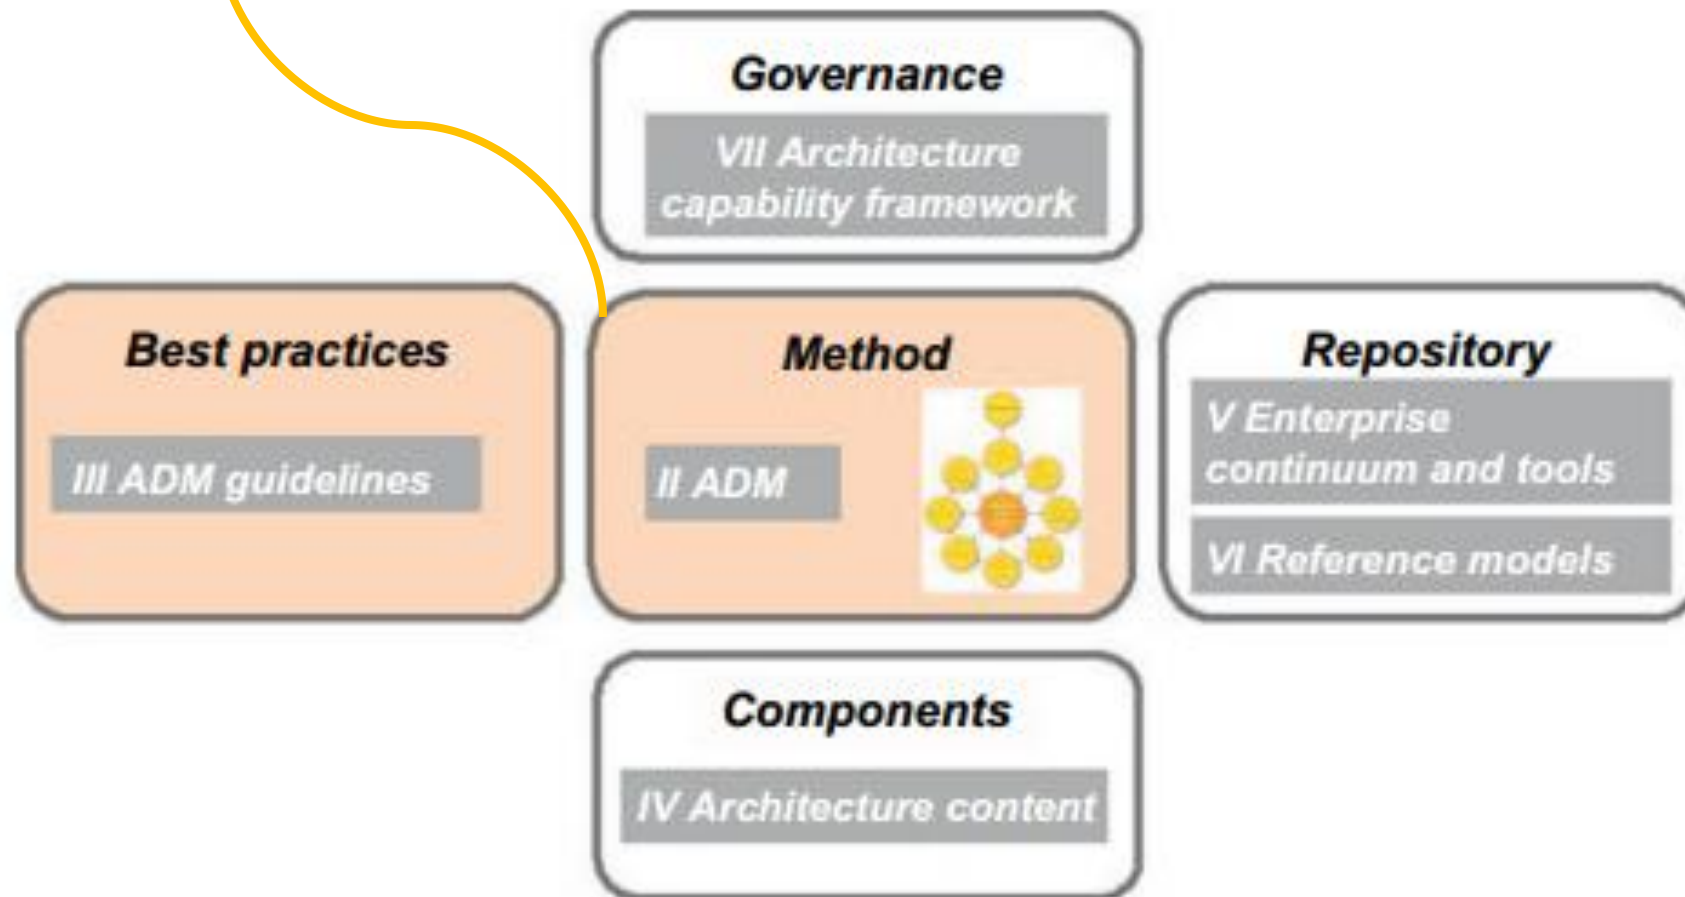 Governance
VII Architecture
capability framework
Best practices
III ADM guidelines
Method
II ADM
Repository
V Enterprise
continuum and tools
VI Reference models
Components
IV Architecture content